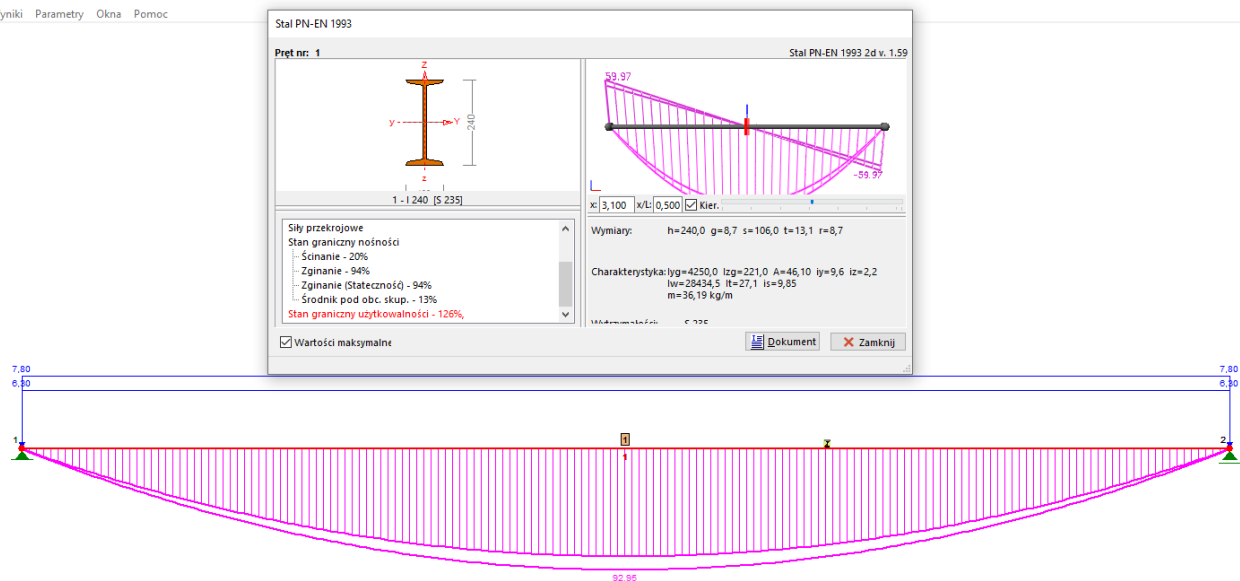 yniki Parametry Okna Pomoc
Stal PN-EN 1993
Pręt nr: 1
Stal PN-EN 1993 2d v. 1.59
Z
y
Y
240
z
1 - I 240 [S 235]
59.97
-59.97
x: 3,100 x/L: 0,500 Kier.
Siły przekrojowe
Stan graniczny nośności
Ścinanie - 20%
Zginanie - 94%
Zginanie (Stateczność) - 94%
Środnik pod obc. skup. - 13%
Stan graniczny użytkowalności - 126%,
Wymiary: h=240,0 g=8,7 s=106,0 t=13,1 r=8,7
Charakterystyka: Iyg=4250,0 Izg=221,0 A=46,10 iy=9,6 iz=2,2
Iw=28434,5 It=27,1 is=9,85
m=36,19 kg/m
Wytrzymałości: S 235
Wartości maksymalne
Dokument
Zamknij
7,80
7,80
6,30
6,30
1
1
2
1
92,95